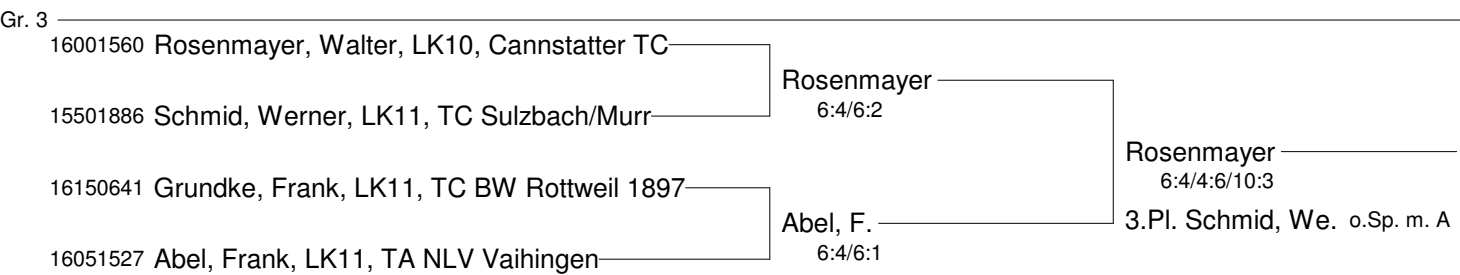 Gr. 3
16001560 Rosenmayer, Walter, LK10, Cannstatter TC
Rosenmayer
6:4/6:2
15501886 Schmid, Werner, LK11, TC Sulzbach/Murr
Rosenmayer
6:4/4:6/10:3
16150641 Grundke, Frank, LK11, TC BW Rottweil 1897
Abel, F.
6:4/6:1
3.Pl. Schmid, We. o.Sp. m. A
16051527 Abel, Frank, LK11, TA NLV Vaihingen